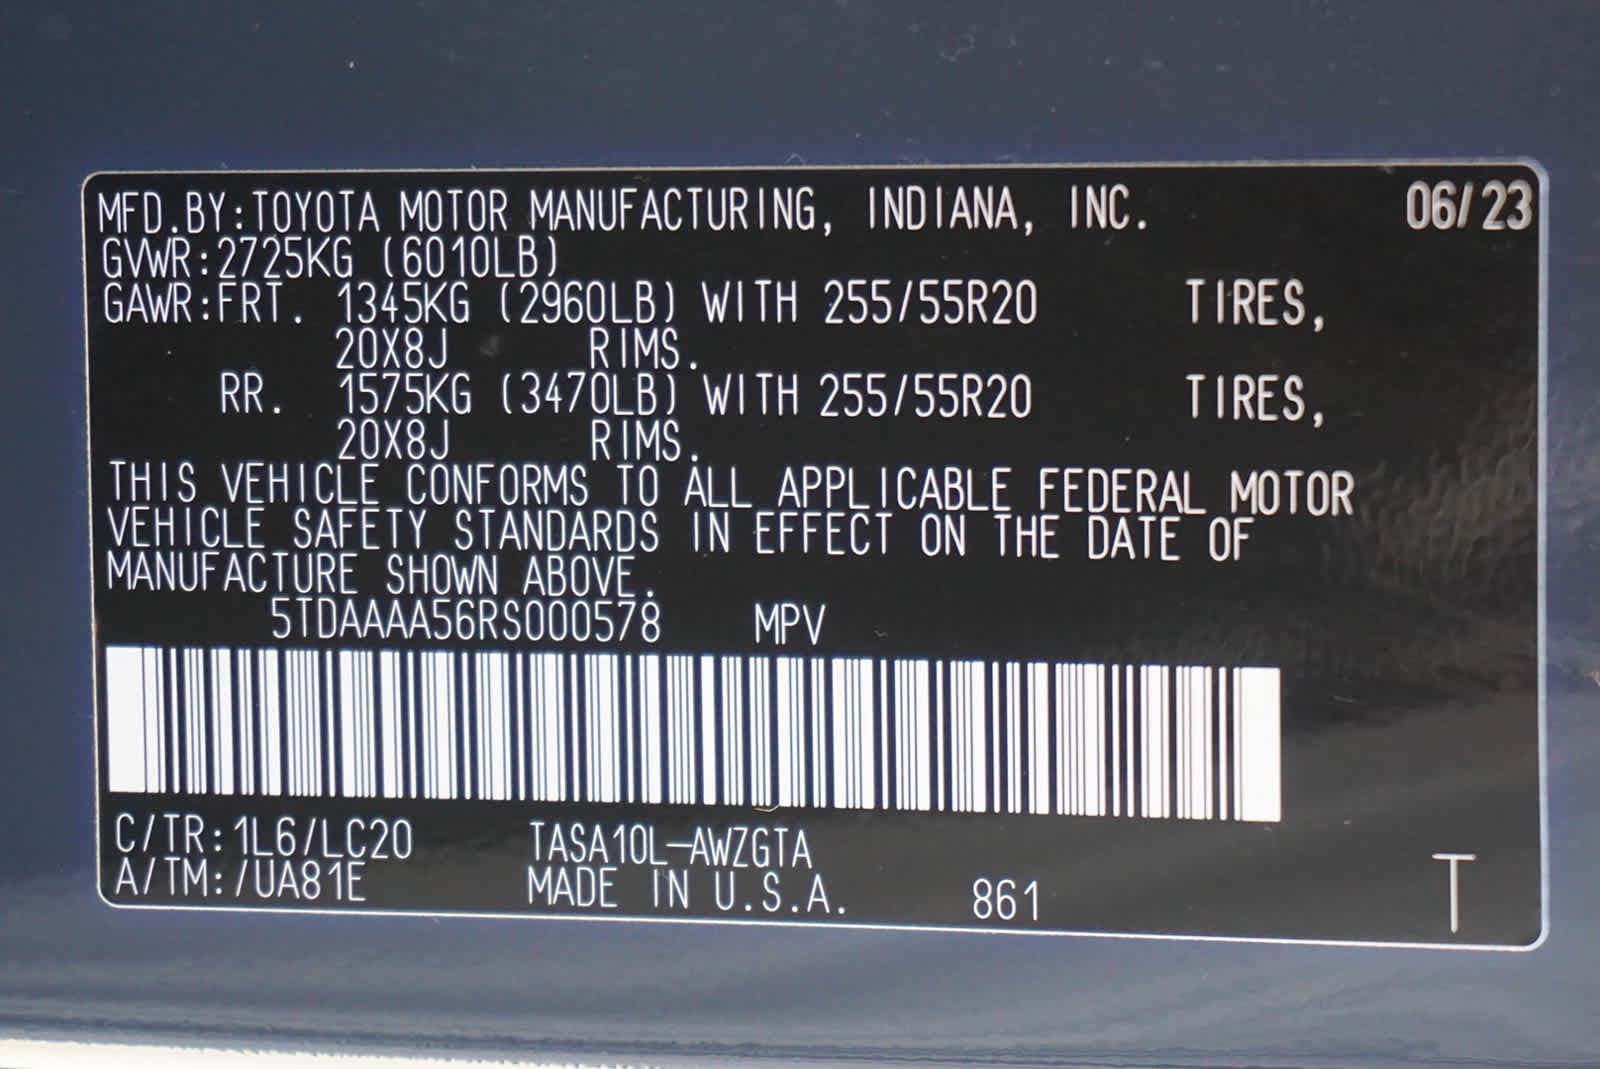 MFD.BY:TOYOTA MOTOR MANUFACTURING, INDIANA, INC. 06/23
GVWR:2725KG (6010LB)
GAWR:FRT. 1345KG (2960LB) WITH 255/55R20 TIRES,
20X8J RIMS.
RR. 1575KG (3470LB) WITH 255/55R20 TIRES,
20X8J RIMS.
THIS VEHICLE CONFORMS TO ALL APPLICABLE FEDERAL MOTOR
VEHICLE SAFETY STANDARDS IN EFFECT ON THE DATE OF
MANUFACTURE SHOWN ABOVE.
5TDAAAA56RS000578 MPV
C/TR:1L6/LC20 TASA10L-AWZGTA
A/TM:/UA81E MADE IN U.S.A. 861 T